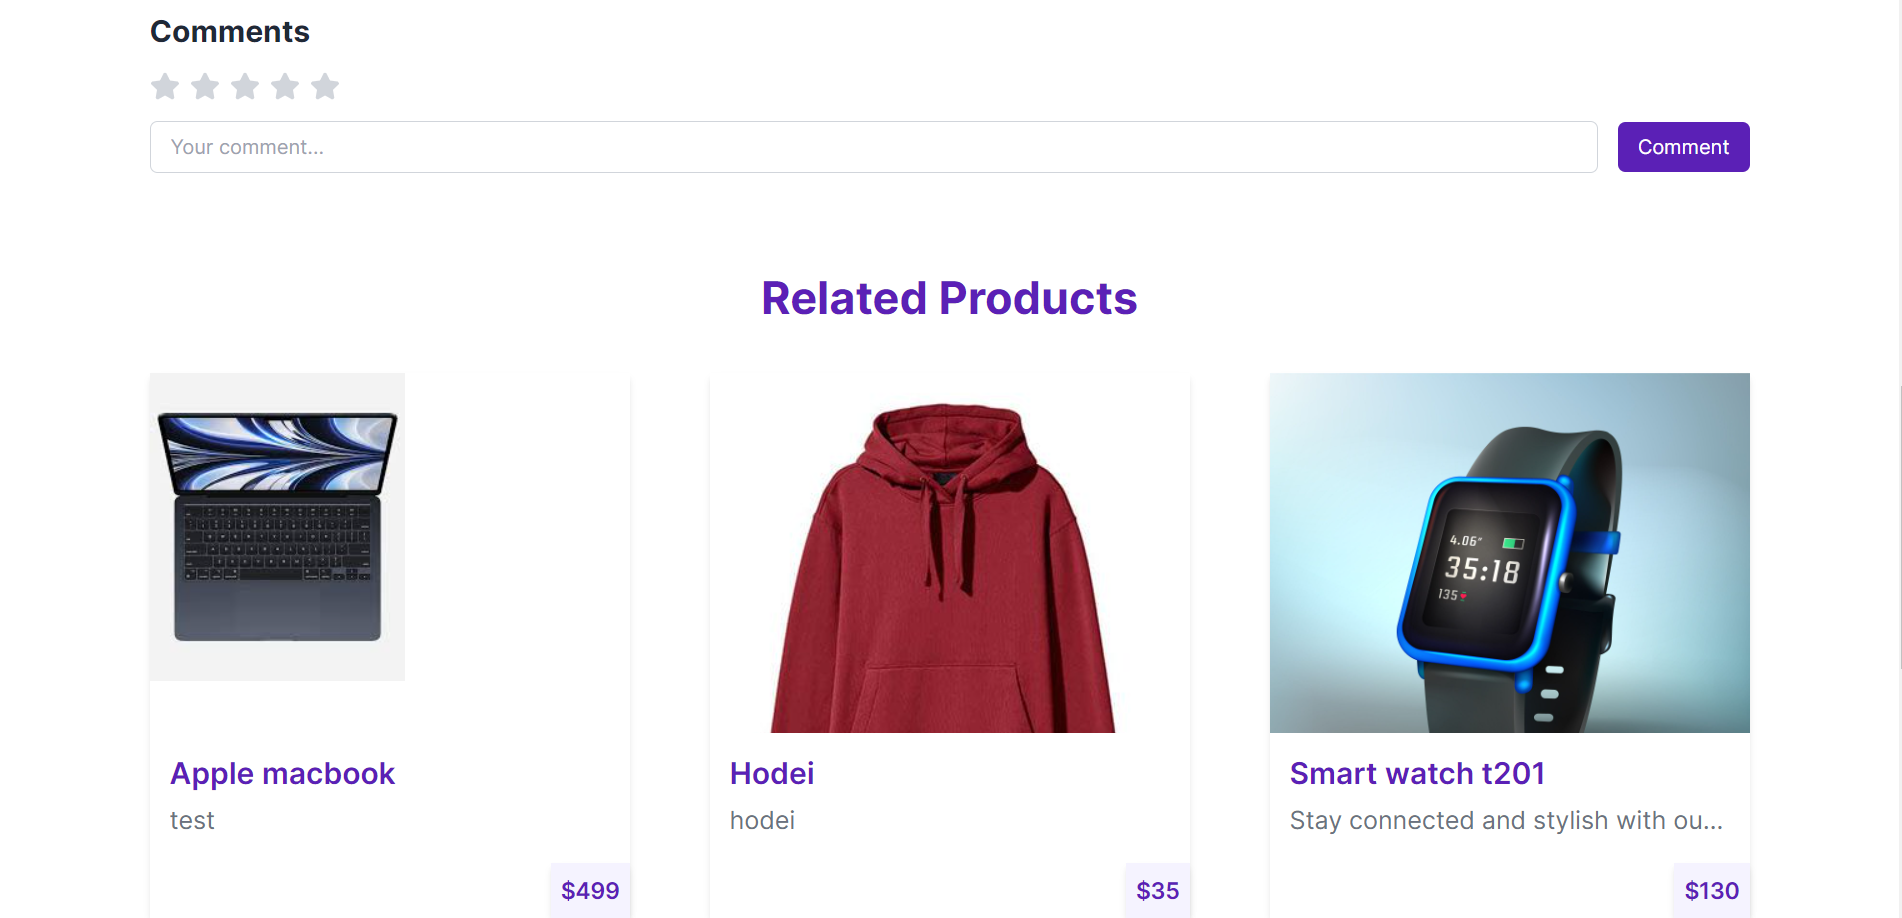 Comments
Your comment...
Comment
Related Products
4.06"
35:18
135
Apple macbook
Hodei
Smart watch t201
test
hodei
Stay connected and stylish with ou...
$499
$35
$130